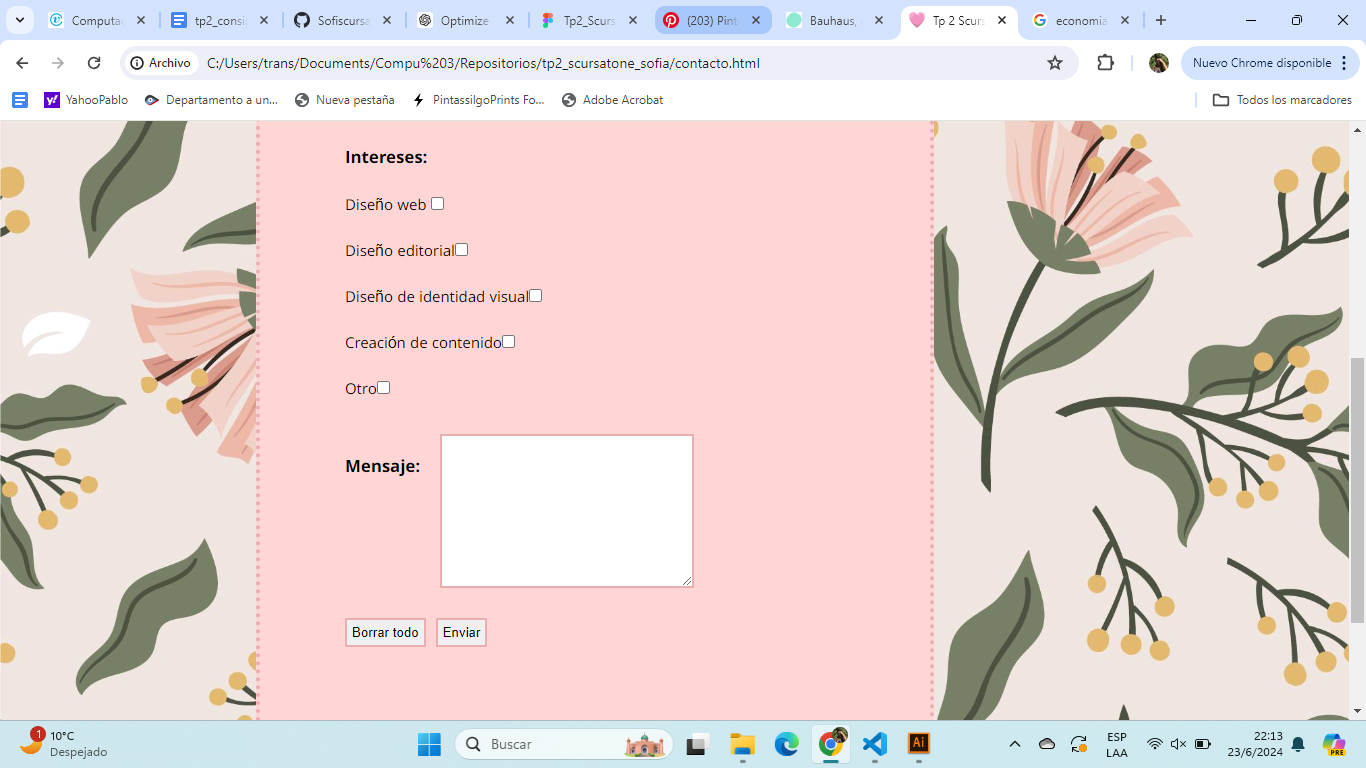 Computac
tp2_consi
Sofiscursa
Optimize
Tp2_Scurs
(203) Pint
Bauhaus,
Tp 2 Scurs
economia
Archivo
C:/Users/trans/Documents/Compu%203/Repositorios/tp2_scursatone_sofia/contacto.html
Nuevo Chrome disponible
YahooPablo
Departamento a un...
Nueva pestaña
PintassilgoPrints Fo...
Adobe Acrobat
Todos los marcadores
Intereses:
Diseño web
Diseño editorial
Diseño de identidad visual
Creación de contenido
Otro
Mensaje:
Borrar todo
Enviar
1
10°C
Despejado
Buscar
Ai
ESP
LAA
22:13
23/6/2024
PRE